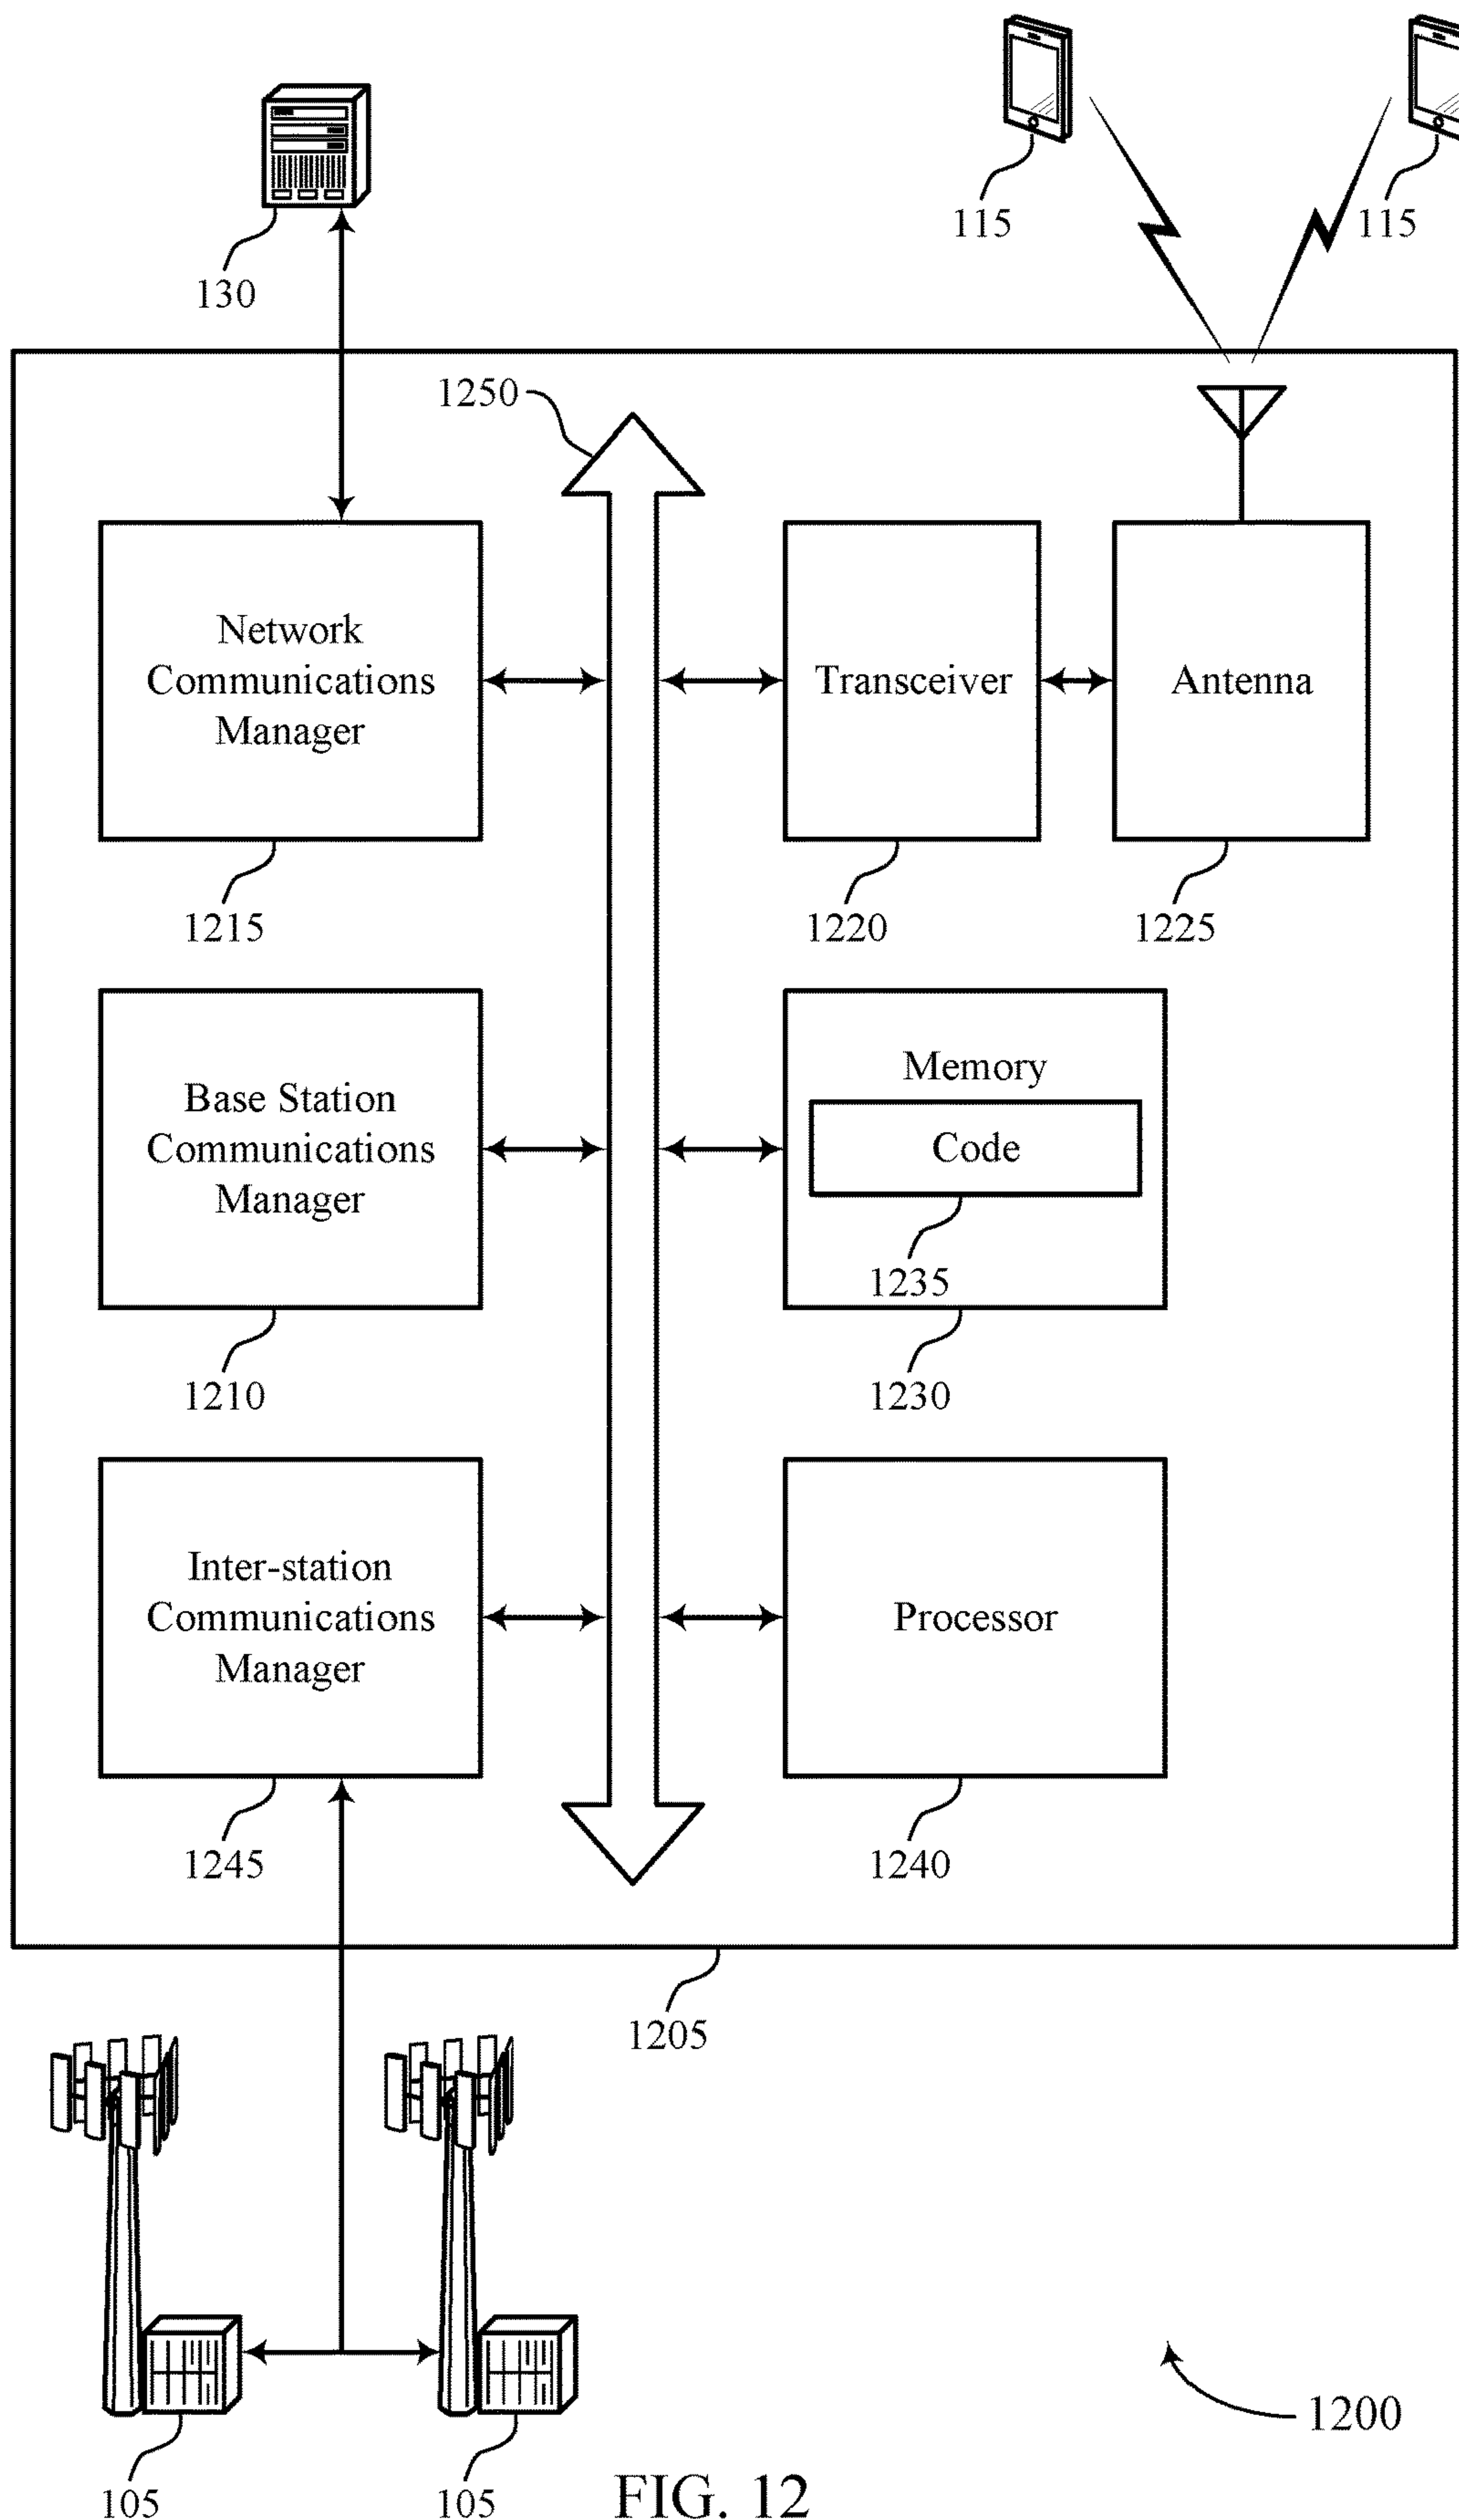 115
115
130
1250
Network
Communications
Manager
Transceiver
Antenna
1215
1220
1225
Base Station
Communications
Manager
Memory
Code
1235
1210
1230
Inter-station
Communications
Manager
Processor
1245
1240
1205
1200
105
105
FIG. 12